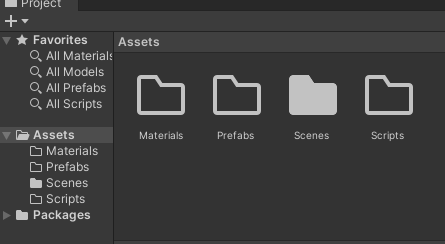 Project
Favorites
All Materials
All Models
All Prefabs
All Scripts
Assets
Materials
Prefabs
Scenes
Scripts
Packages
Assets
Materials
Prefabs
Scenes
Scripts